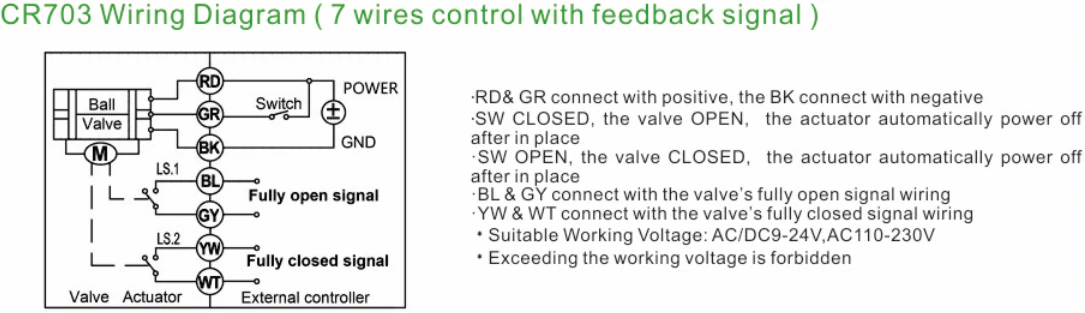 CR703 Wiring Diagram ( 7 wires control with feedback signal )
RD
POWER
Ball
Valve
Switch
GR
GND
BK
M
LS.1
BL
Fully open signal
GY
LS.2
YW
Fully closed signal
WT
Valve Actuator External controller
·RD& GR connect with positive, the BK connect with negative
·SW CLOSED, the valve OPEN, the actuator automatically power off
after in place
·SW OPEN, the valve CLOSED, the actuator automatically power off
after in place
·BL & GY connect with the valve's fully open signal wiring
·YW & WT connect with the valve's fully closed signal wiring
・Suitable Working Voltage: AC/DC9-24V,AC110-230V
・Exceeding the working voltage is forbidden